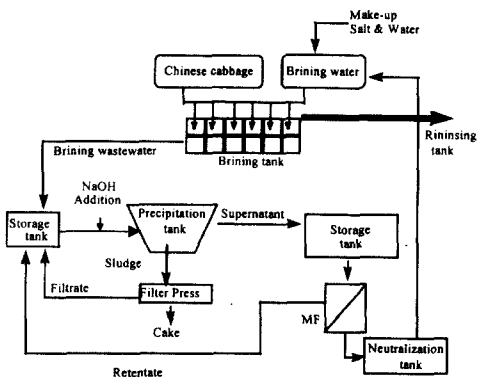 Make-up
Salt & Water
Chinese cabbage
Brining water
Rininsing
tank
Brining wastewater
Brining tank
NaOH
Addition
Precipitation
tank
Supernatant
Storage
tank
Storage
tank
Sludge
Filtrate
Filter Press
MF
Cake
Neutralization
tank
Retentate